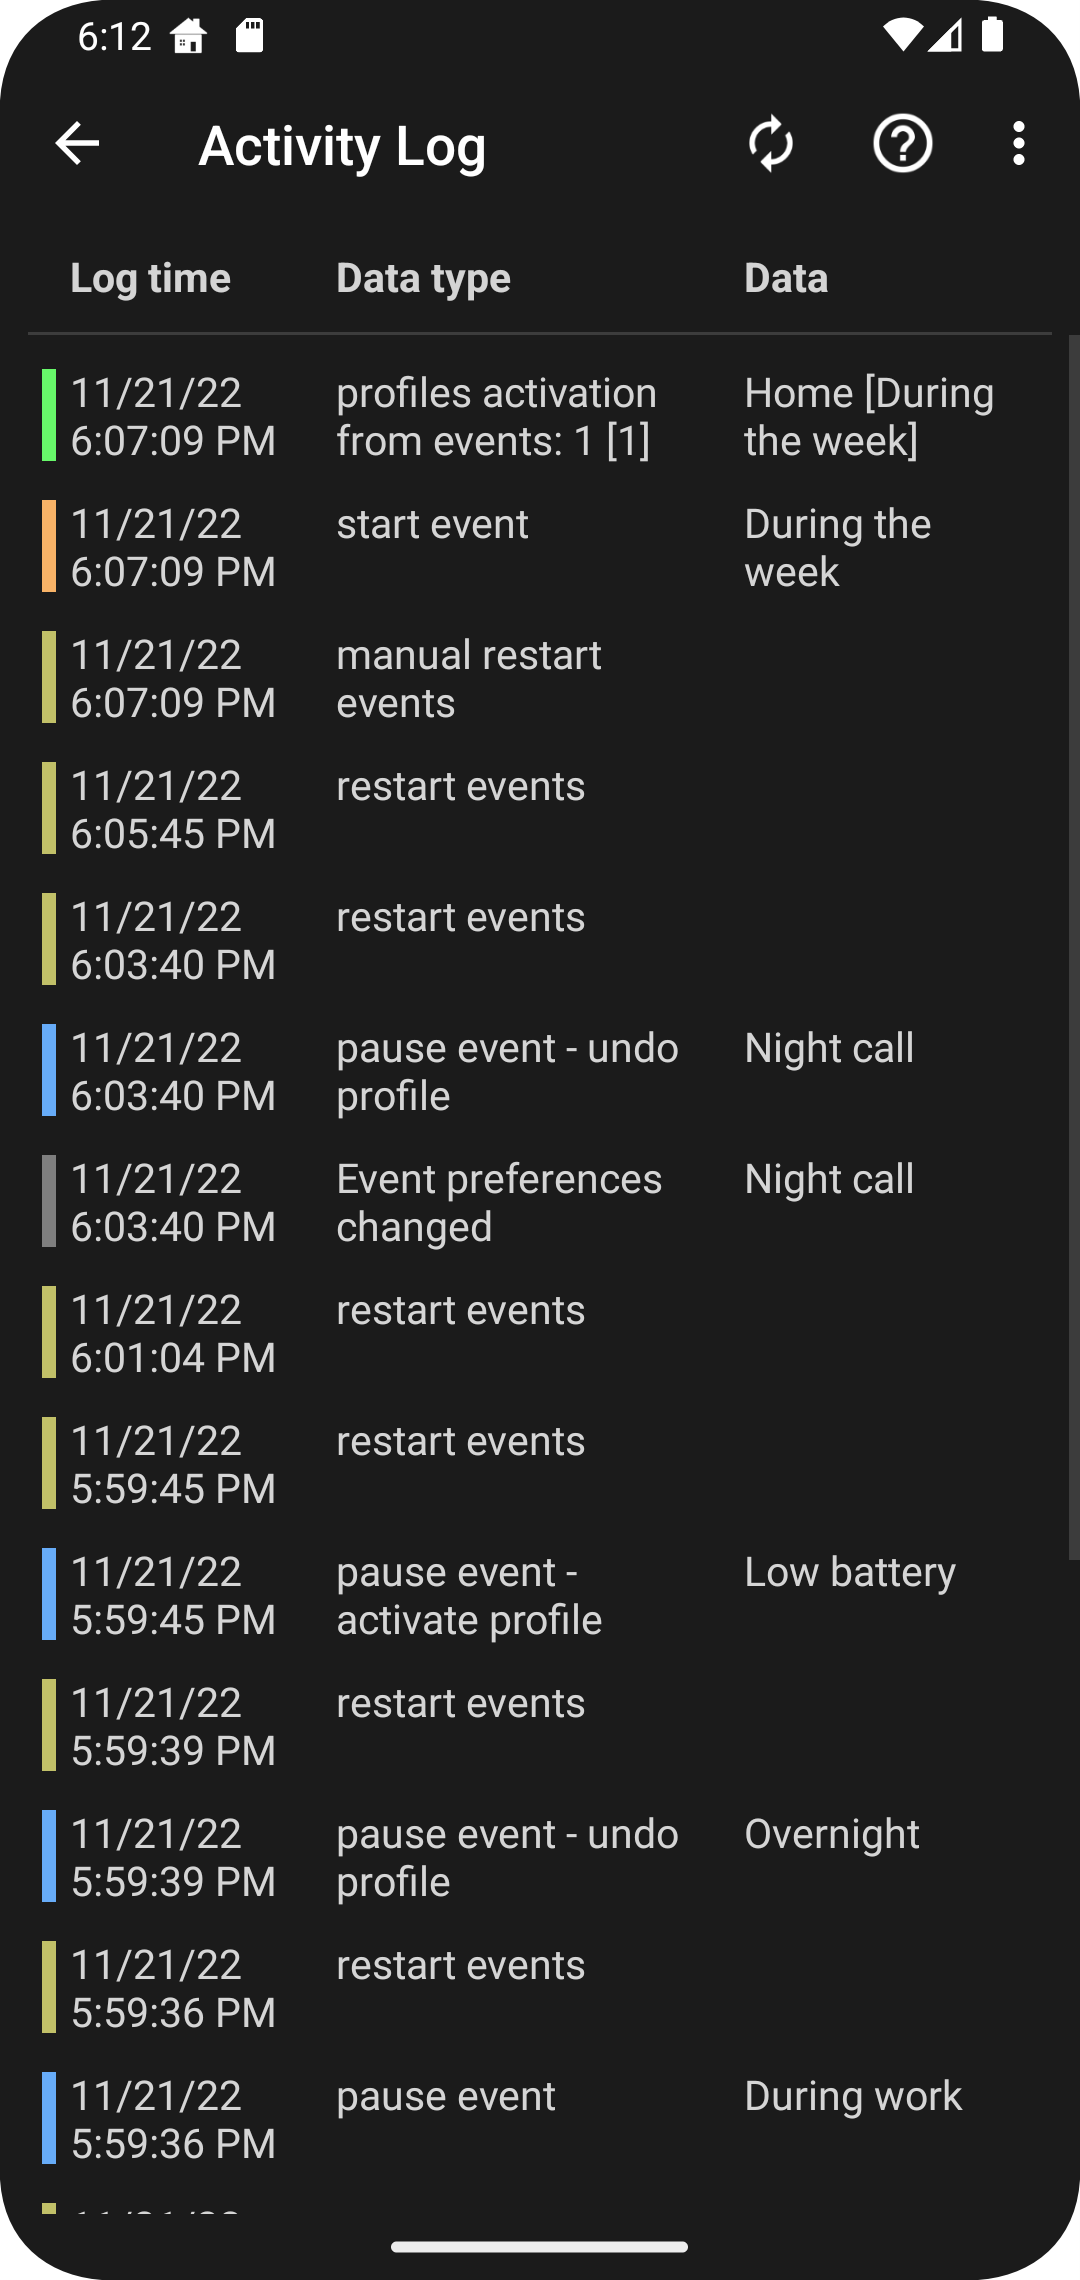 6:12
Activity Log
Log time Data type Data
11/21/22 profiles activation Home [During
6:07:09 PM from events: 1 [1] the week]
11/21/22 start event During the
6:07:09 PM week
11/21/22 manual restart
6:07:09 PM events
11/21/22 restart events
6:05:45 PM
11/21/22 restart events
6:03:40 PM
11/21/22 pause event - undo Night call
6:03:40 PM profile
11/21/22 Event preferences Night call
6:03:40 PM changed
11/21/22 restart events
6:01:04 PM
11/21/22 restart events
5:59:45 PM
11/21/22 pause event - Low battery
5:59:45 PM activate profile
11/21/22 restart events
5:59:39 PM
11/21/22 pause event - undo Overnight
5:59:39 PM profile
11/21/22 restart events
5:59:36 PM
11/21/22 pause event During work
5:59:36 PM